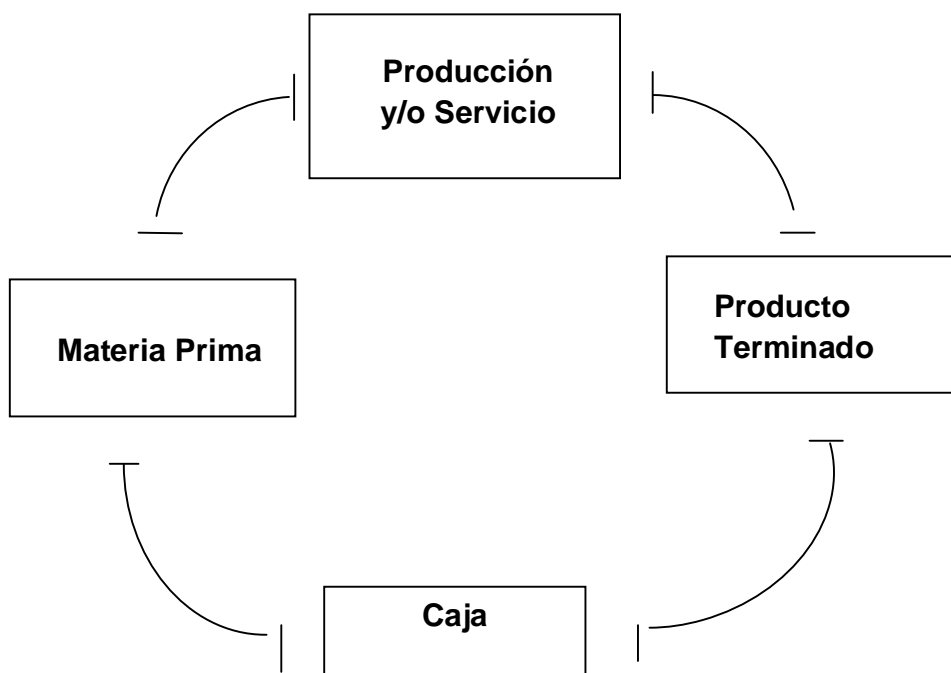 Producción
y/o Servicio
Materia Prima
Producto
Terminado
Caja